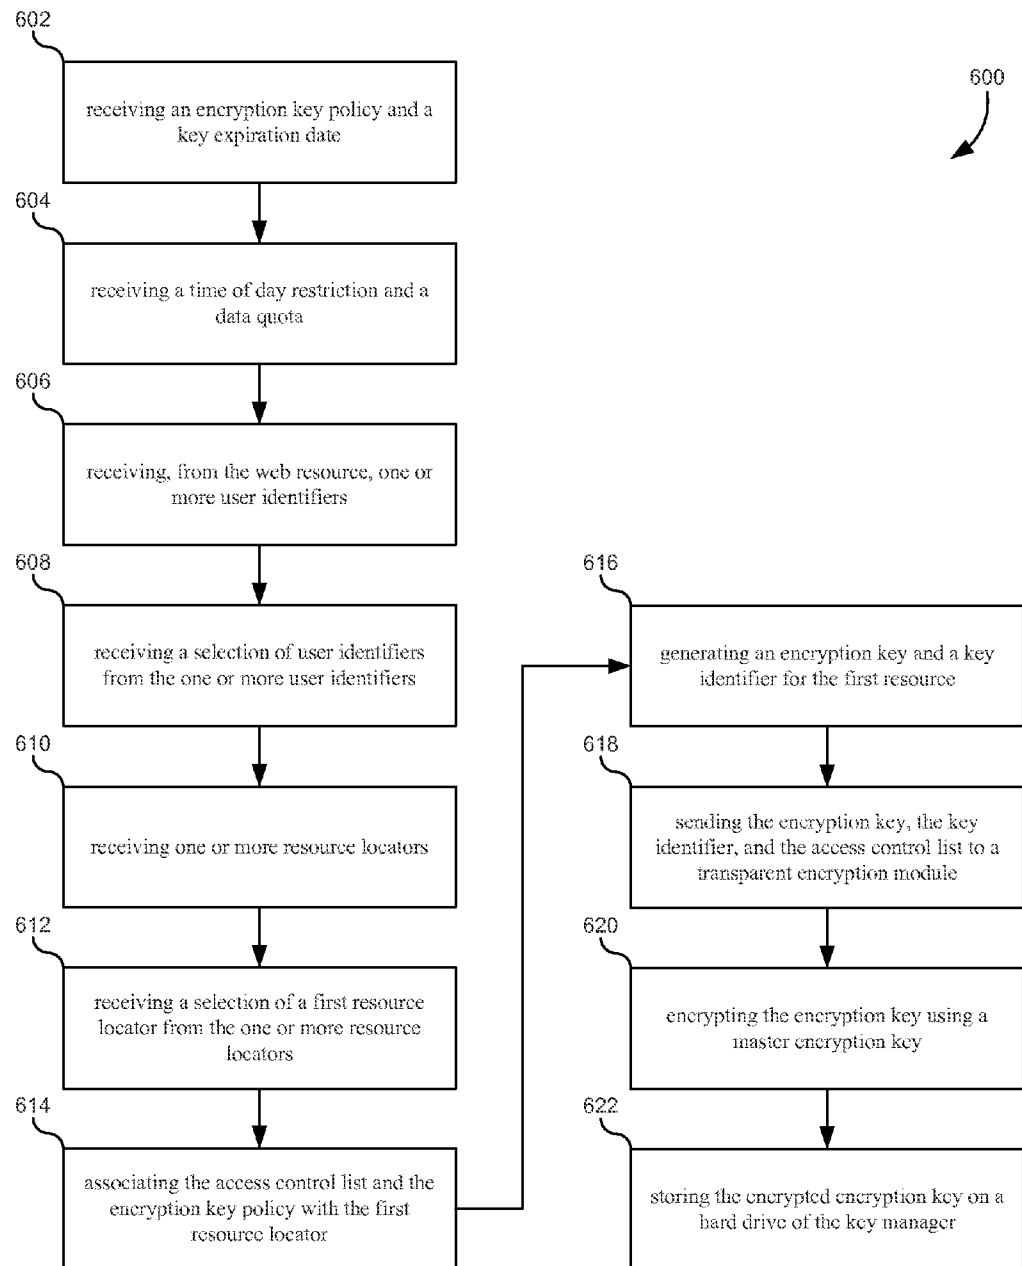 602
receiving an encryption key policy and a
key expiration date
600
604
receiving a time of day restriction and a
data quota
606
receiving, from the web resource, one or
more user identifiers
608
receiving a selection of user identifiers
from the one or more user identifiers
610
receiving one or more resource locators
612
receiving a selection of a first resource
locator from the one or more resource
locators
614
associating the access control list and the
encryption key policy with the first
resource locator
616
generating an encryption key and a key
identifier for the first resource
618
sending the encryption key, the key
identifier, and the access control list to a
transparent encryption module
620
encrypting the encryption key using a
master encryption key
622
storing the encrypted encryption key on a
hard drive of the key manager